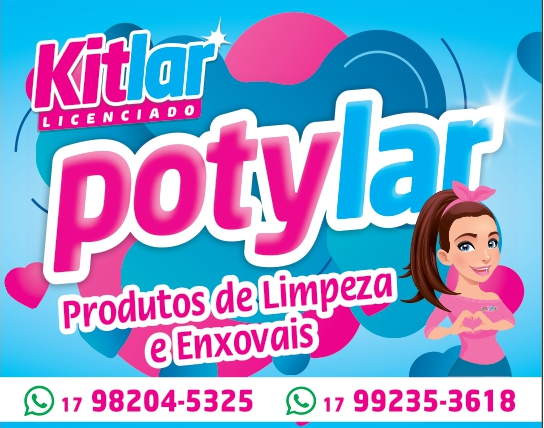 Kitlar
LICENCIADO
potylar
Produtos de Limpeza
e Enxovais
17 98204-5325 17 99235-3618